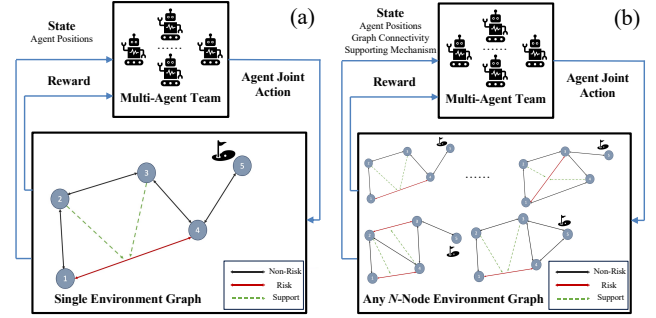 State
Agent Positions
Reward
(a)
......
Multi-Agent Team
Agent Joint
Action
1
2
3
4
5
Non-Risk
Risk
Support
Single Environment Graph
State
Agent Positions
Graph Connectivity
Supporting Mechanism
Reward
(b)
......
Multi-Agent Team
Agent Joint
Action
......
Non-Risk
Risk
Support
Any N-Node Environment Graph